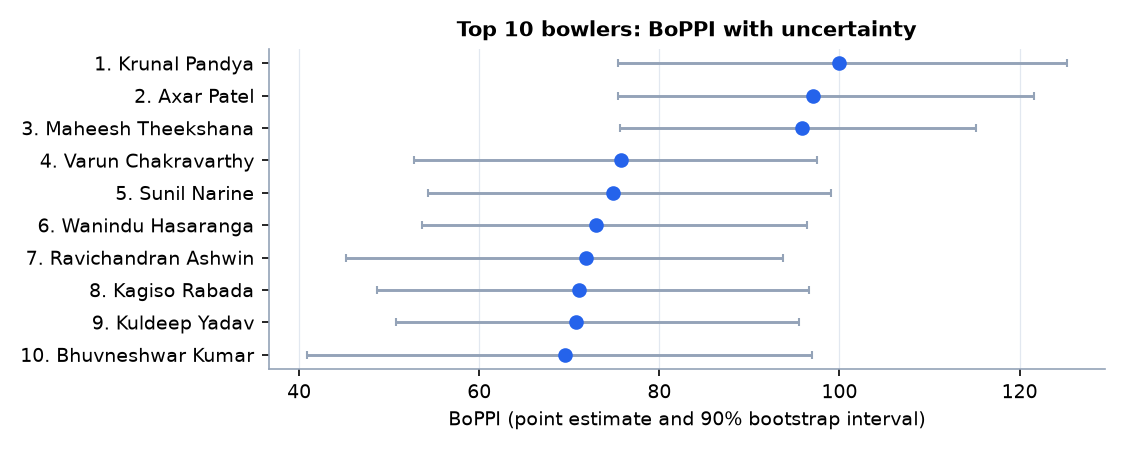 Top 10 bowlers: BoPPI with uncertainty
1. Krunal Pandya
2. Axar Patel
3. Maheesh Theekshana
4. Varun Chakravarthy
5. Sunil Narine
6. Wanindu Hasaranga
7. Ravichandran Ashwin
8. Kagiso Rabada
9. Kuldeep Yadav
10. Bhuvneshwar Kumar
40 60 80 100 120
BoPPI (point estimate and 90% bootstrap interval)